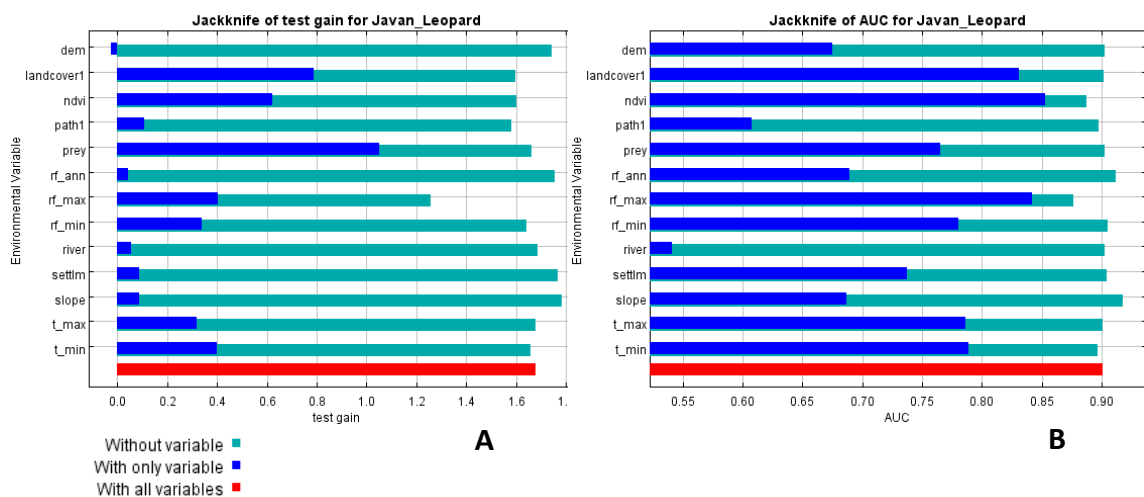 Jackknife of test gain for Javan_Leopard
Environmental Variable
dem
landcover1
ndvi
path1
prey
rf_ann
rf_max
rf_min
river
settlm
slope
t_max
t_min
0.0 0.2 0.4 0.6 0.8 1.0 1.2 1.4 1.6 1.
test gain
A
Jackknife of AUC for Javan_Leopard
Environmental Variable
dem
landcover1
ndvi
path1
prey
rf_ann
rf_max
rf_min
river
settlm
slope
t_max
t_min
0.55 0.60 0.65 0.70 0.75 0.80 0.85 0.90
AUC
B
Without variable
With only variable
With all variables